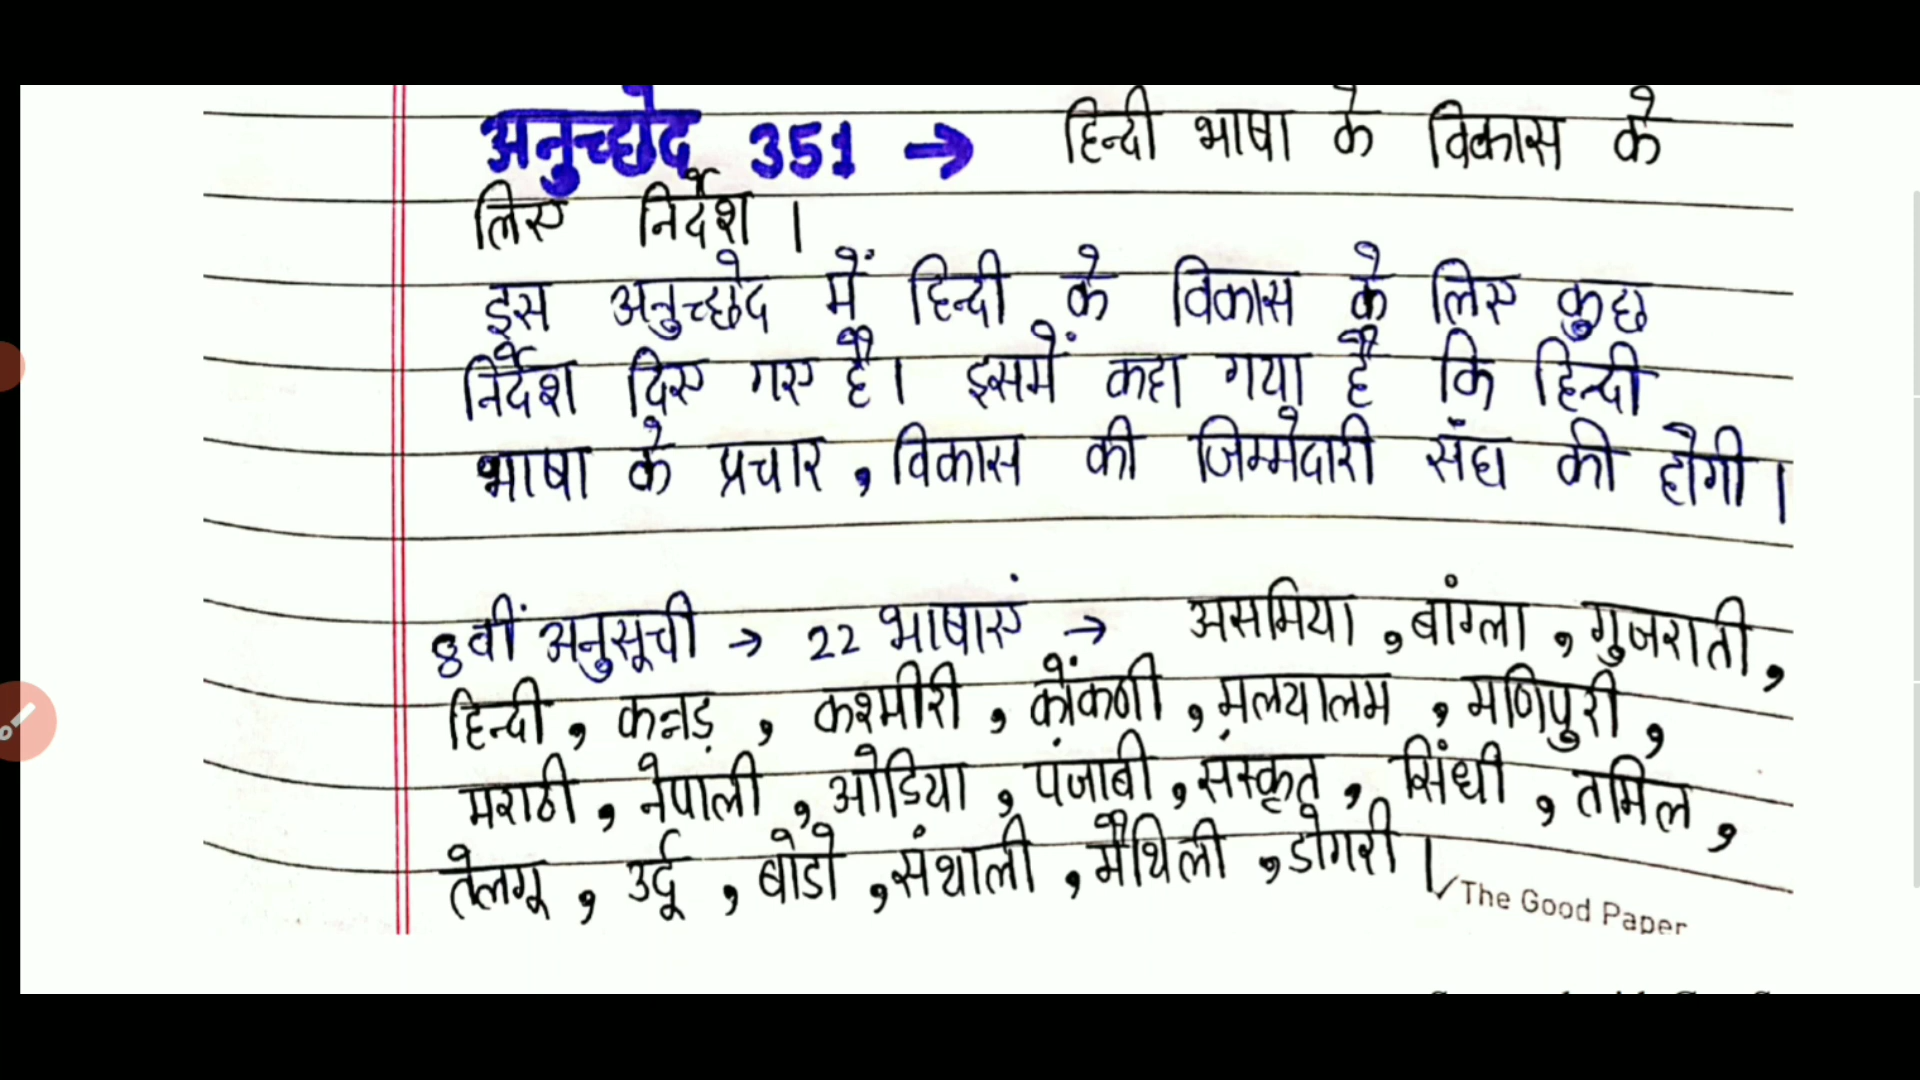 अनुच्छेद 351 → हिन्दी भाषा के विकास के
लिए निर्देश ।
इस अनुच्छेद में हिन्दी के विकास के लिए कुछ
निर्देश दिए गए है। इसमें कहा गया है कि हिन्दी
भाषा के प्रचार, विकास की जिम्मेदारी संघ की होगी।
8वीं अनुसूची → 22 भाषाएं → असमिया, बांग्ला, गुजराती,
हिन्दी, कन्नड़, कश्मीरी, कोंकणी, मलयालम, मणिपुरी,
मराठी, नेपाली, ओडिया, पंजाबी, संस्कृत, सिंधी, तमिल,
तेलगू, उर्दू, बोडो, संथाली, मैथिली, डोगरी।
The Good Paper